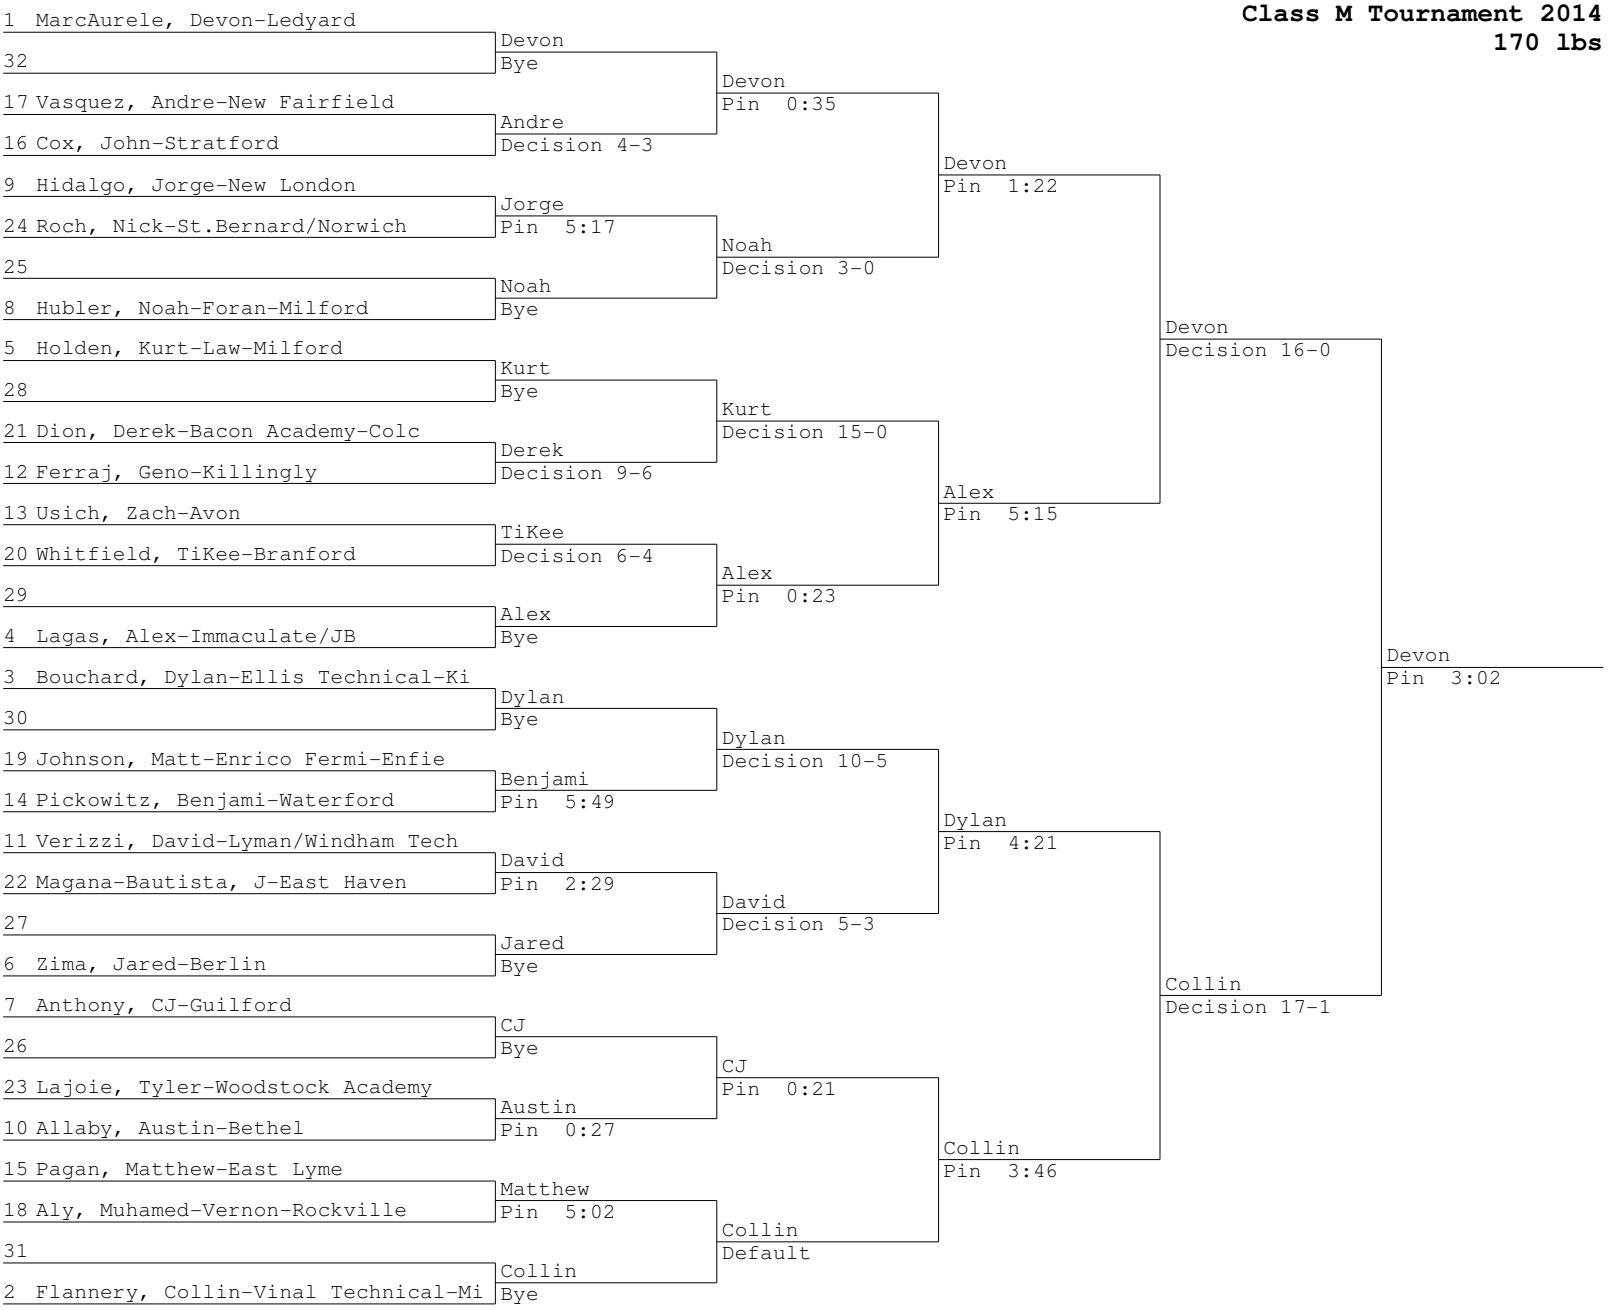 Class M Tournament 2014
170 lbs
1 MarcAurele, Devon-Ledyard
Devon
32
Bye
Devon
17 Vasquez, Andre-New Fairfield
Pin 0:35
Andre
16 Cox, John-Stratford
Decision 4-3
Devon
9 Hidalgo, Jorge-New London
Pin 1:22
Jorge
24 Roch, Nick-St.Bernard/Norwich
Pin 5:17
Noah
25
Decision 3-0
Noah
8 Hubler, Noah-Foran-Milford
Bye
Devon
5 Holden, Kurt-Law-Milford
Decision 16-0
Kurt
28
Bye
Kurt
21 Dion, Derek-Bacon Academy-Colc
Decision 15-0
Derek
12 Ferraj, Geno-Killingly
Decision 9-6
Alex
13 Usich, Zach-Avon
Pin 5:15
TiKee
20 Whitfield, TiKee-Branford
Decision 6-4
Alex
29
Pin 0:23
Alex
4 Lagas, Alex-Immaculate/JB
Bye
Devon
3 Bouchard, Dylan-Ellis Technical-Ki
Pin 3:02
Dylan
30
Bye
Dylan
19 Johnson, Matt-Enrico Fermi-Enfie
Decision 10-5
Benjami
14 Pickowitz, Benjami-Waterford
Pin 5:49
Dylan
11 Verizzi, David-Lyman/Windham Tech
Pin 4:21
David
22 Magana-Bautista, J-East Haven
Pin 2:29
David
27
Decision 5-3
Jared
6 Zima, Jared-Berlin
Bye
Collin
7 Anthony, CJ-Guilford
Decision 17-1
CJ
26
Bye
CJ
23 Lajoie, Tyler-Woodstock Academy
Pin 0:21
Austin
10 Allaby, Austin-Bethel
Pin 0:27
Collin
15 Pagan, Matthew-East Lyme
Pin 3:46
Matthew
18 Aly, Muhamed-Vernon-Rockville
Pin 5:02
Collin
31
Default
Collin
2 Flannery, Collin-Vinal Technical-Mi
Bye